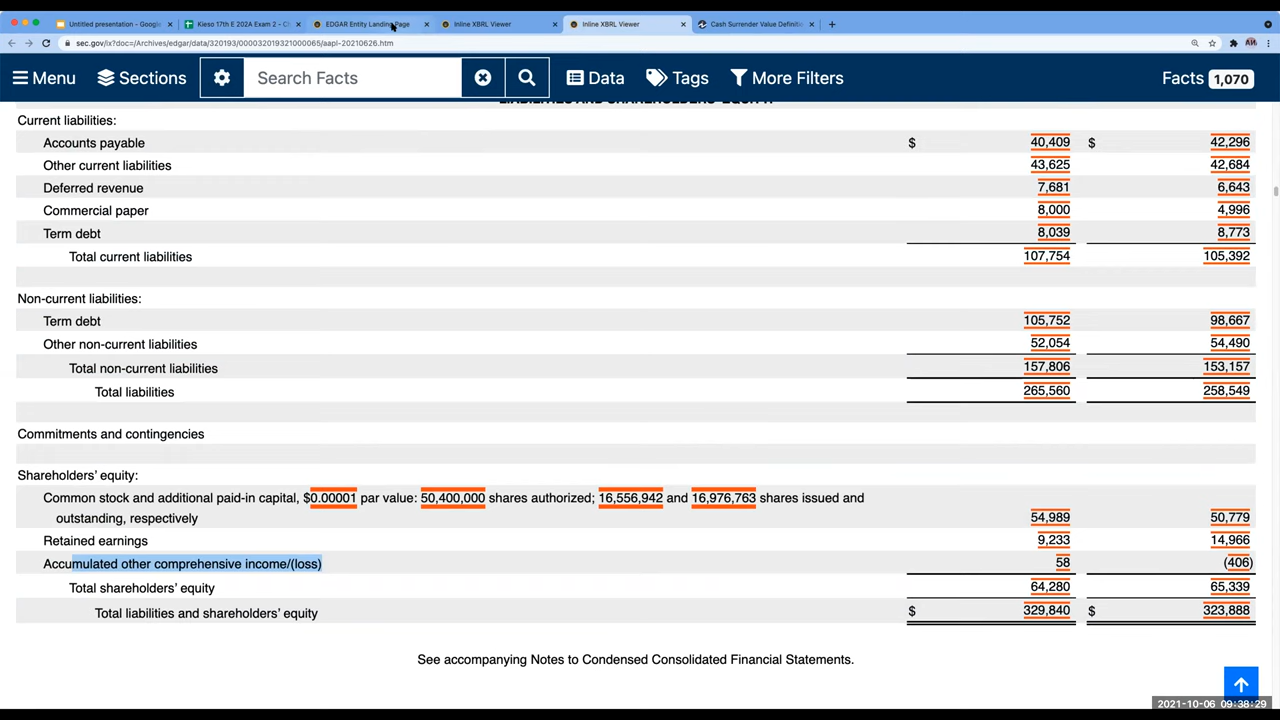 Untitled presentation - Google
Kieso 17th E 202A Exam 2 - C
EDGAR Entity Landing Page
Inline XBRL Viewer
Inline XBRL Viewer
Cash Surrender Value Definiti
sec.gov/ix?doc=/Archives/edgar/data/320193/000032019321000065/aapl-20210626.htm
Menu Sections Search Facts Data Tags More Filters Facts 1,070
LIABILITIES AND SHAREHOLDERS' EQUITY:
Current liabilities:
Accounts payable $ 40,409 $ 42,296
Other current liabilities 43,625 42,684
Deferred revenue 7,681 6,643
Commercial paper 8,000 4,996
Term debt 8,039 8,773
Total current liabilities 107,754 105,392
Non-current liabilities:
Term debt 105,752 98,667
Other non-current liabilities 52,054 54,490
Total non-current liabilities 157,806 153,157
Total liabilities 265,560 258,549
Commitments and contingencies
Shareholders' equity:
Common stock and additional paid-in capital, $0.00001 par value: 50,400,000 shares authorized; 16,556,942 and 16,976,763 shares issued and
outstanding, respectively 54,989 50,779
Retained earnings 9,233 14,966
Accumulated other comprehensive income/(loss) 58 (406)
Total shareholders' equity 64,280 65,339
Total liabilities and shareholders' equity $ 329,840 $ 323,888
See accompanying Notes to Condensed Consolidated Financial Statements.
2021-10-06 09:38:29